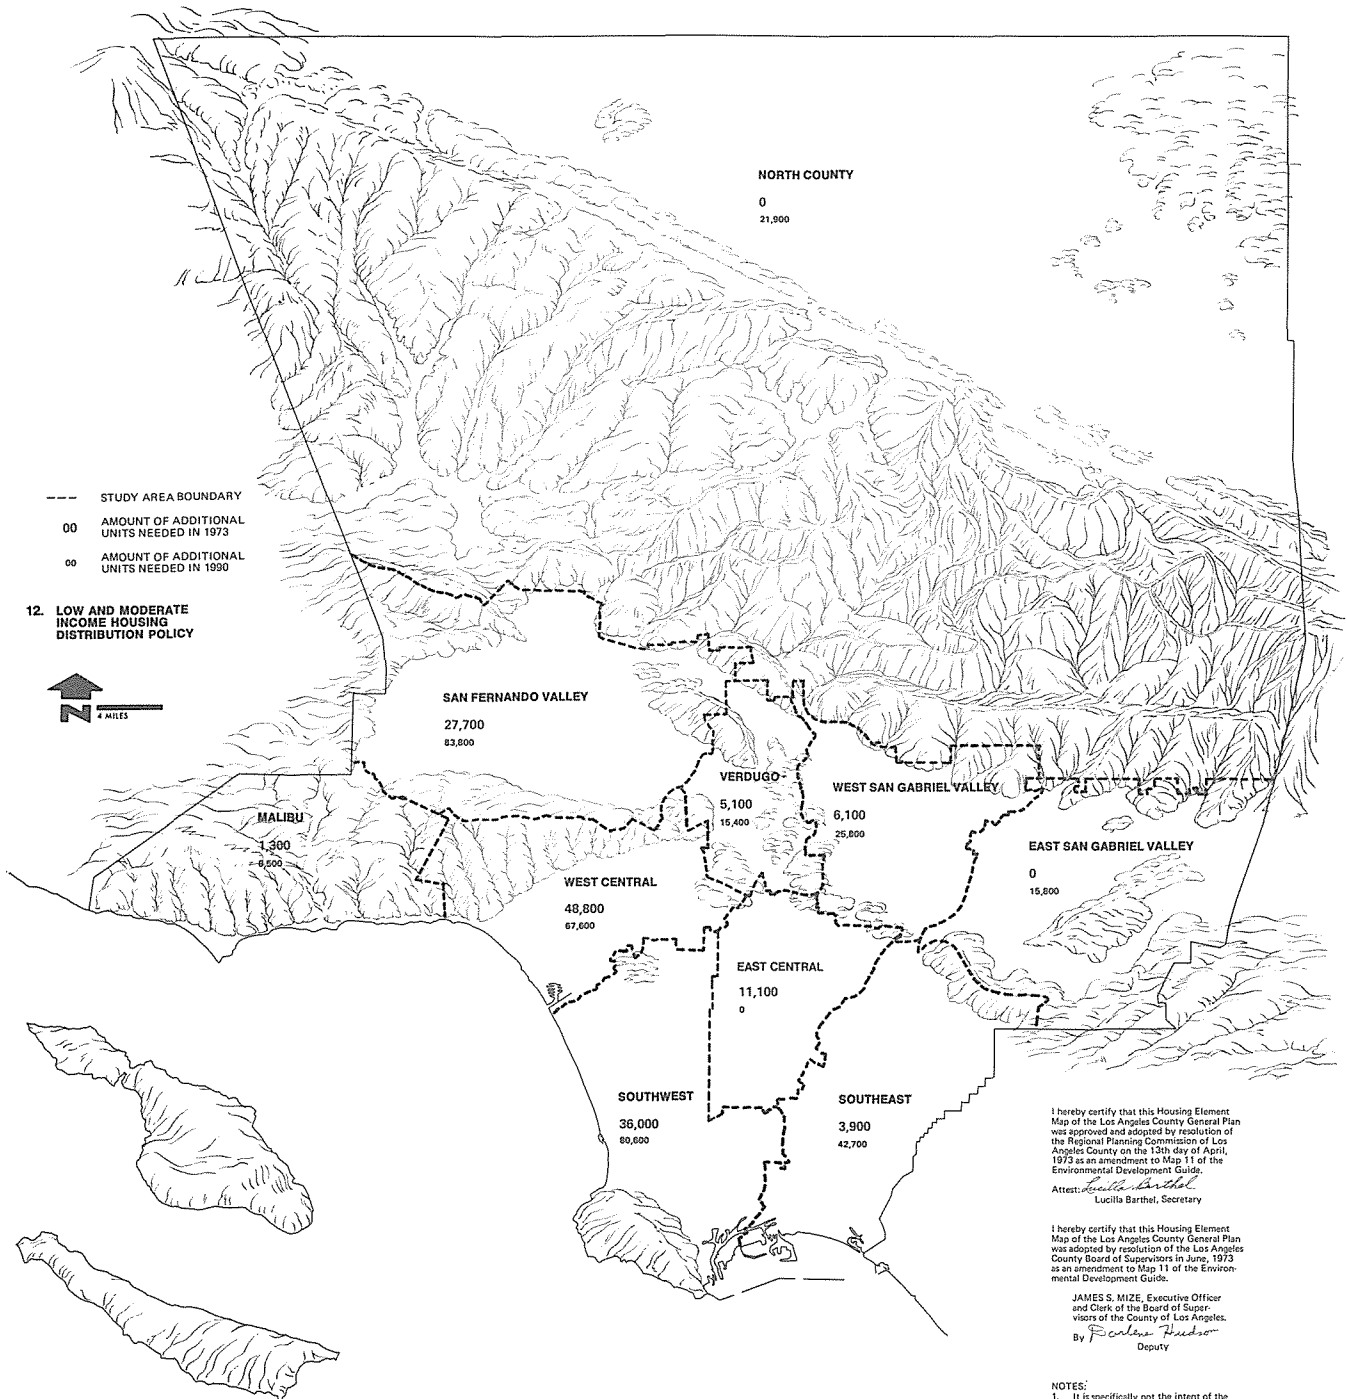 NORTH COUNTY
0
21,900
--- STUDY AREA BOUNDARY
00 AMOUNT OF ADDITIONAL
UNITS NEEDED IN 1973
00 AMOUNT OF ADDITIONAL
UNITS NEEDED IN 1990
12. LOW AND MODERATE
INCOME HOUSING
DISTRIBUTION POLICY
N 4 MILES
SAN FERNANDO VALLEY
27,700
83,800
VERDUGO
5,100
15,400
WEST SAN GABRIEL VALLEY
6,100
25,800
MALIBU
1,300
EAST SAN GABRIEL VALLEY
0
15,800
WEST CENTRAL
48,800
67,600
EAST CENTRAL
11,100
0
SOUTHWEST
36,000
80,600
SOUTHEAST
3,900
42,700
I hereby certify that this Housing Element
Map of the Los Angeles County General Plan
was approved and adopted by resolution of
the Regional Planning Commission of Los
Angeles County on the 13th day of April,
1973 as an amendment to Map 11 of the
Environmental Development Guide.
Attest: Lucilla Barthel
Lucilla Barthel, Secretary
I hereby certify that this Housing Element
Map of the Los Angeles County General Plan
was adopted by resolution of the Los Angeles
County Board of Supervisors in June, 1973
as an amendment to Map 11 of the Environ-
mental Development Guide.
JAMES S. MIZE, Executive Officer
and Clerk of the Board of Super-
visors of the County of Los Angeles.
By Darlene Hudson
Deputy
NOTES:
1. It is specifically not the intent of the